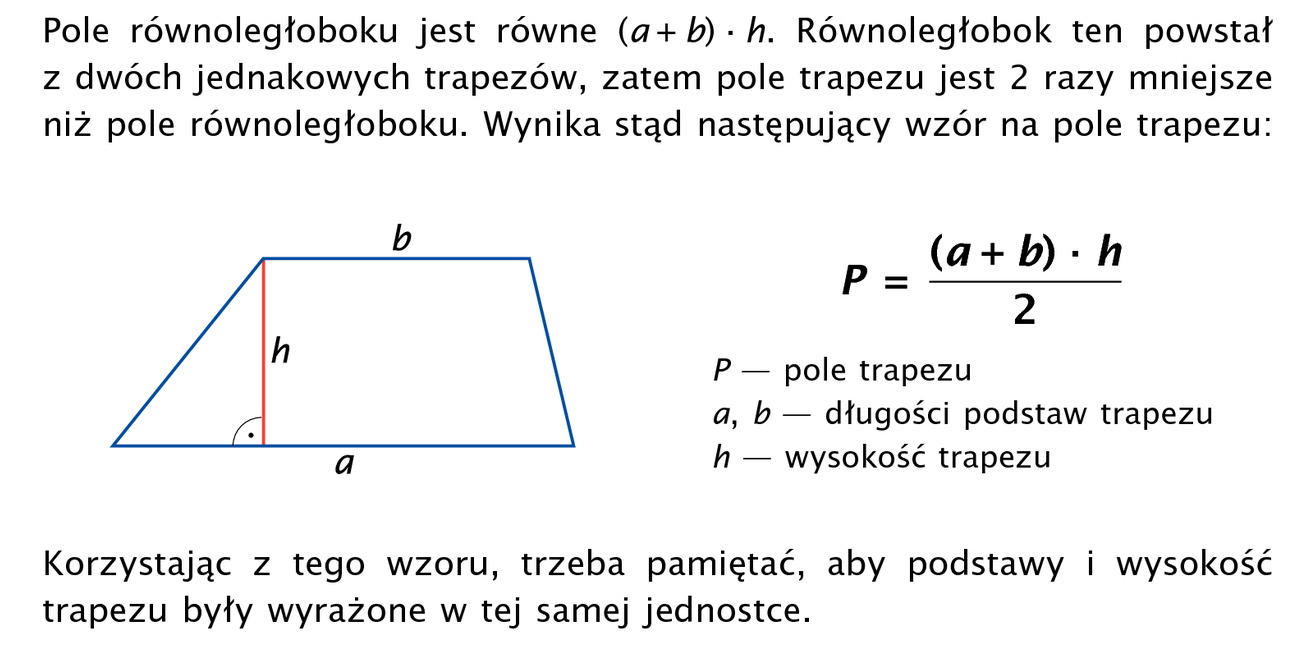 Pole równoległoboku jest równe (a + b) · h. Równoległobok ten powstał
z dwóch jednakowych trapezów, zatem pole trapezu jest 2 razy mniejsze
niż pole równoległoboku. Wynika stąd następujący wzór na pole trapezu:
b
h
a
P = (a + b) · h / 2
P — pole trapezu
a, b — długości podstaw trapezu
h — wysokość trapezu
Korzystając z tego wzoru, trzeba pamiętać, aby podstawy i wysokość
trapezu były wyrażone w tej samej jednostce.